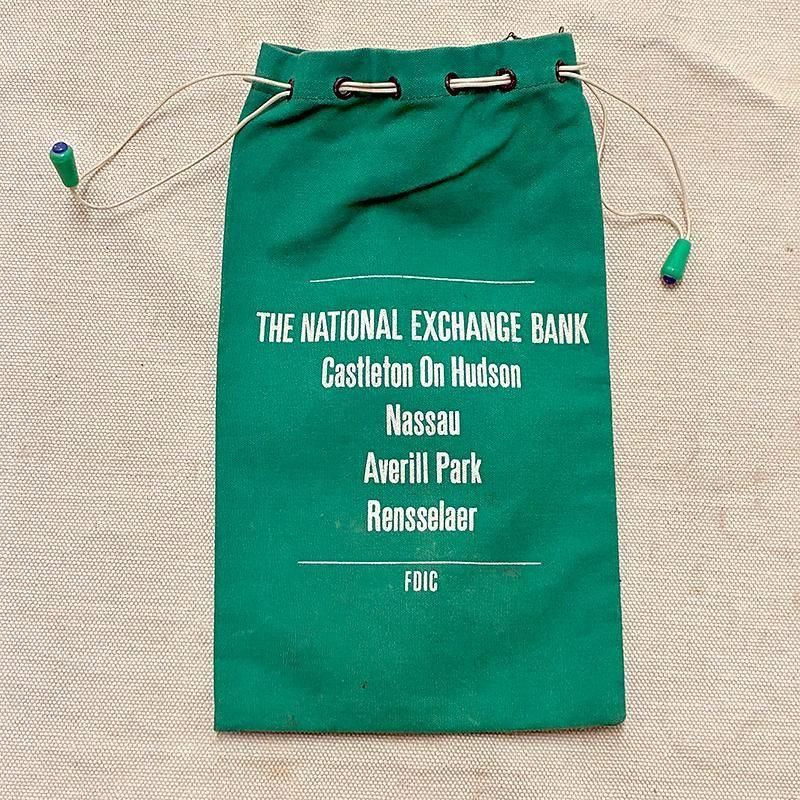 THE NATIONAL EXCHANGE BANK
Castleton On Hudson
Nassau
Averill Park
Rensselaer
FDIC